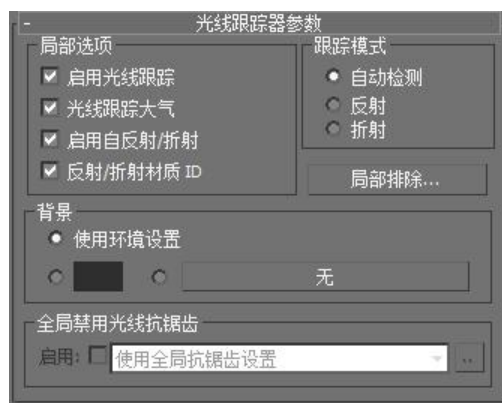 - 光线跟踪器参数
局部选项
启用光线跟踪
光线跟踪大气
启用自反射/折射
反射/折射材质 ID
跟踪模式
自动检测
反射
折射
局部排除...
背景
使用环境设置
无
全局禁用光线抗锯齿
启用: 使用全局抗锯齿设置 ..